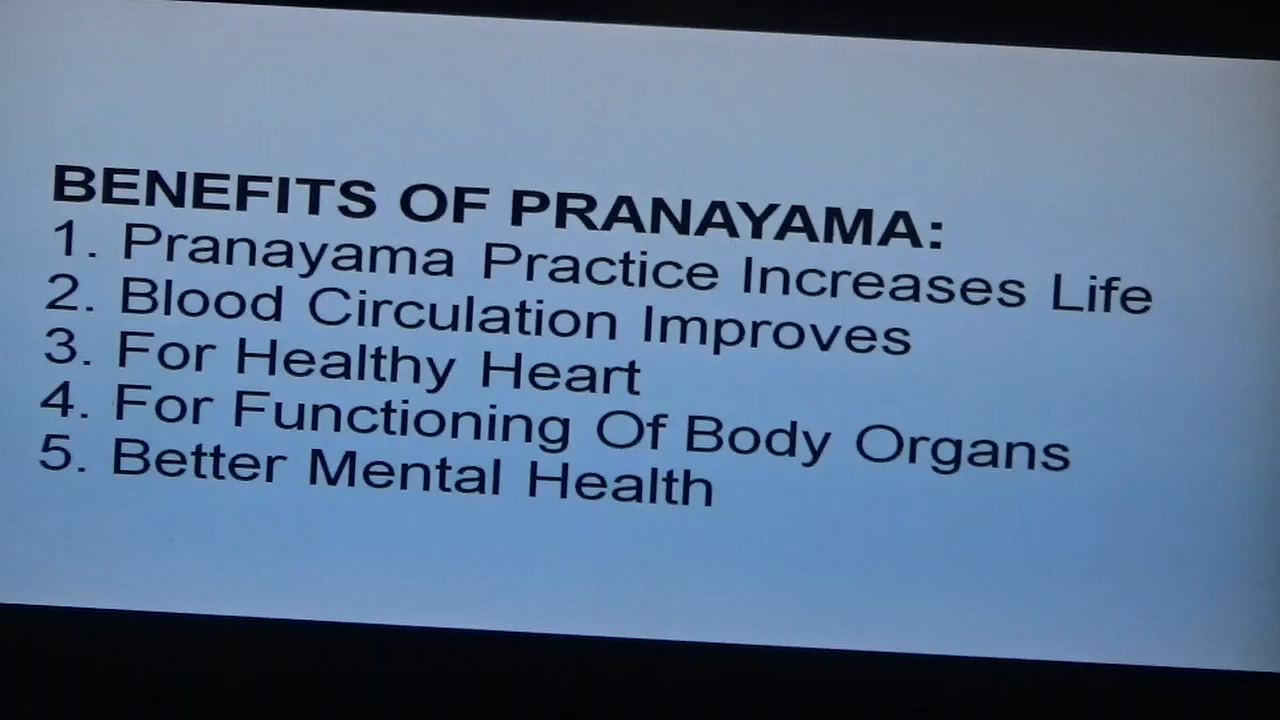 BENEFITS OF PRANAYAMA:
1. Pranayama Practice Increases Life
2. Blood Circulation Improves
3. For Healthy Heart
4. For Functioning Of Body Organs
5. Better Mental Health